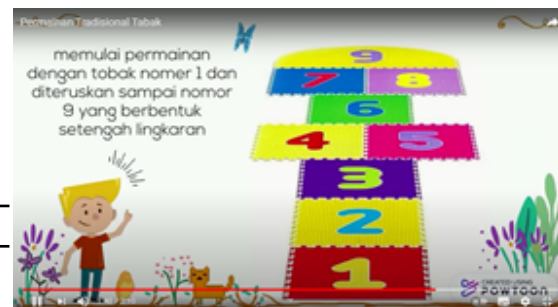 Permainan Tradisional Tabak
memulai permainan
dengan tobak nomer 1 dan
diteruskan sampai nomor
9 yang berbentuk
setengah lingkaran
9
7 8
6
4 5
3
2
1
CREATED USING
POWTOON